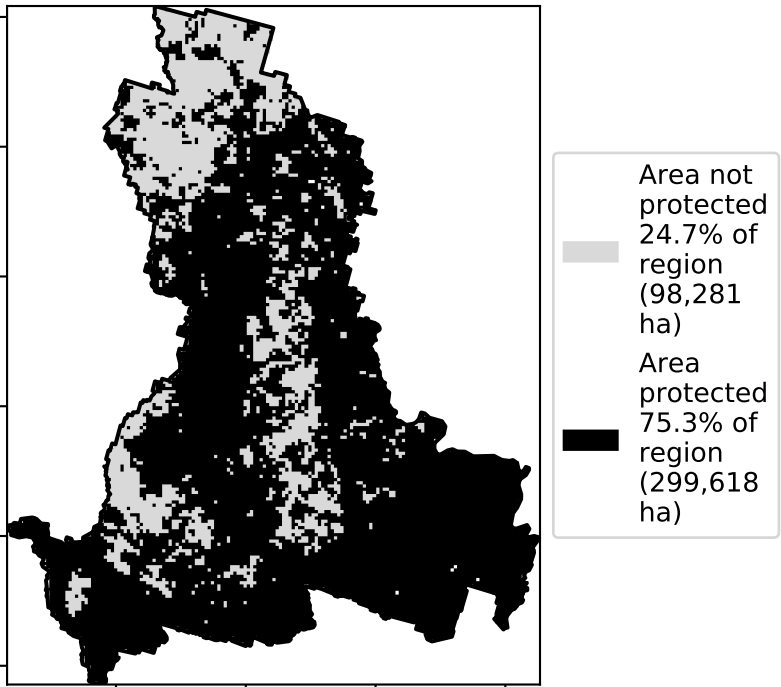 Area not
protected
24.7% of
region
(98,281
ha)
Area
protected
75.3% of
region
(299,618
ha)